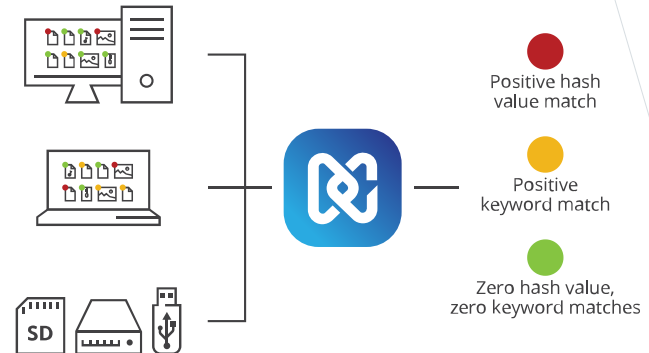 Positive hash
value match
Positive
keyword match
Zero hash value,
zero keyword matches
SD